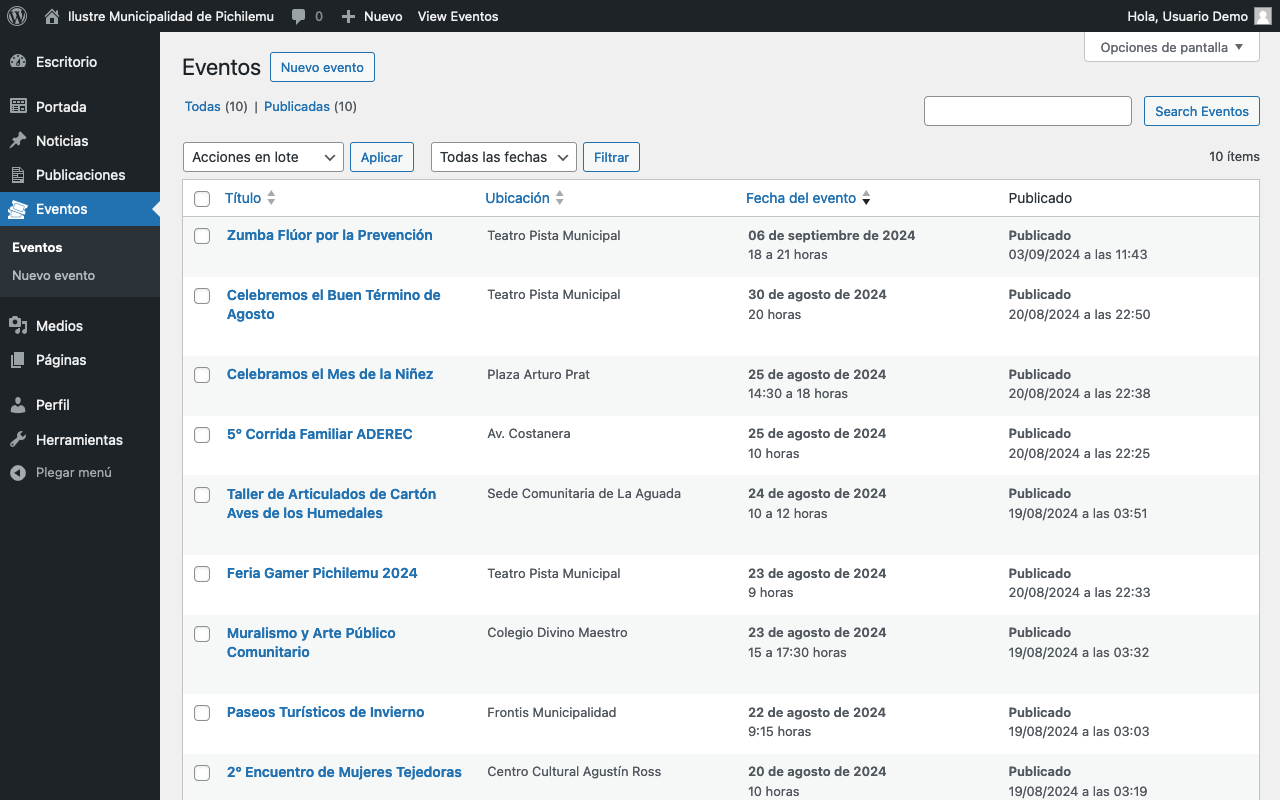 Ilustre Municipalidad de Pichilemu 0 Nuevo View Eventos Hola, Usuario Demo
Opciones de pantalla
Escritorio
Portada
Noticias
Publicaciones
Eventos
Eventos
Nuevo evento
Medios
Páginas
Perfil
Herramientas
Plegar menú
Eventos Nuevo evento
Todas (10) | Publicadas (10)
Search Eventos
Acciones en lote Aplicar Todas las fechas Filtrar 10 ítems
Título Ubicación Fecha del evento Publicado
Zumba Flúor por la Prevención Teatro Pista Municipal 06 de septiembre de 2024 Publicado
18 a 21 horas 03/09/2024 a las 11:43
Celebremos el Buen Término de Teatro Pista Municipal 30 de agosto de 2024 Publicado
Agosto 20 horas 20/08/2024 a las 22:50
Celebramos el Mes de la Niñez Plaza Arturo Prat 25 de agosto de 2024 Publicado
14:30 a 18 horas 20/08/2024 a las 22:38
5° Corrida Familiar ADEREC Av. Costanera 25 de agosto de 2024 Publicado
10 horas 20/08/2024 a las 22:25
Taller de Articulados de Cartón Sede Comunitaria de La Aguada 24 de agosto de 2024 Publicado
Aves de los Humedales 10 a 12 horas 19/08/2024 a las 03:51
Feria Gamer Pichilemu 2024 Teatro Pista Municipal 23 de agosto de 2024 Publicado
9 horas 20/08/2024 a las 22:33
Muralismo y Arte Público Colegio Divino Maestro 23 de agosto de 2024 Publicado
Comunitario 15 a 17:30 horas 19/08/2024 a las 03:32
Paseos Turísticos de Invierno Frontis Municipalidad 22 de agosto de 2024 Publicado
9:15 horas 19/08/2024 a las 03:03
2° Encuentro de Mujeres Tejedoras Centro Cultural Agustín Ross 20 de agosto de 2024 Publicado
10 horas 19/08/2024 a las 03:19